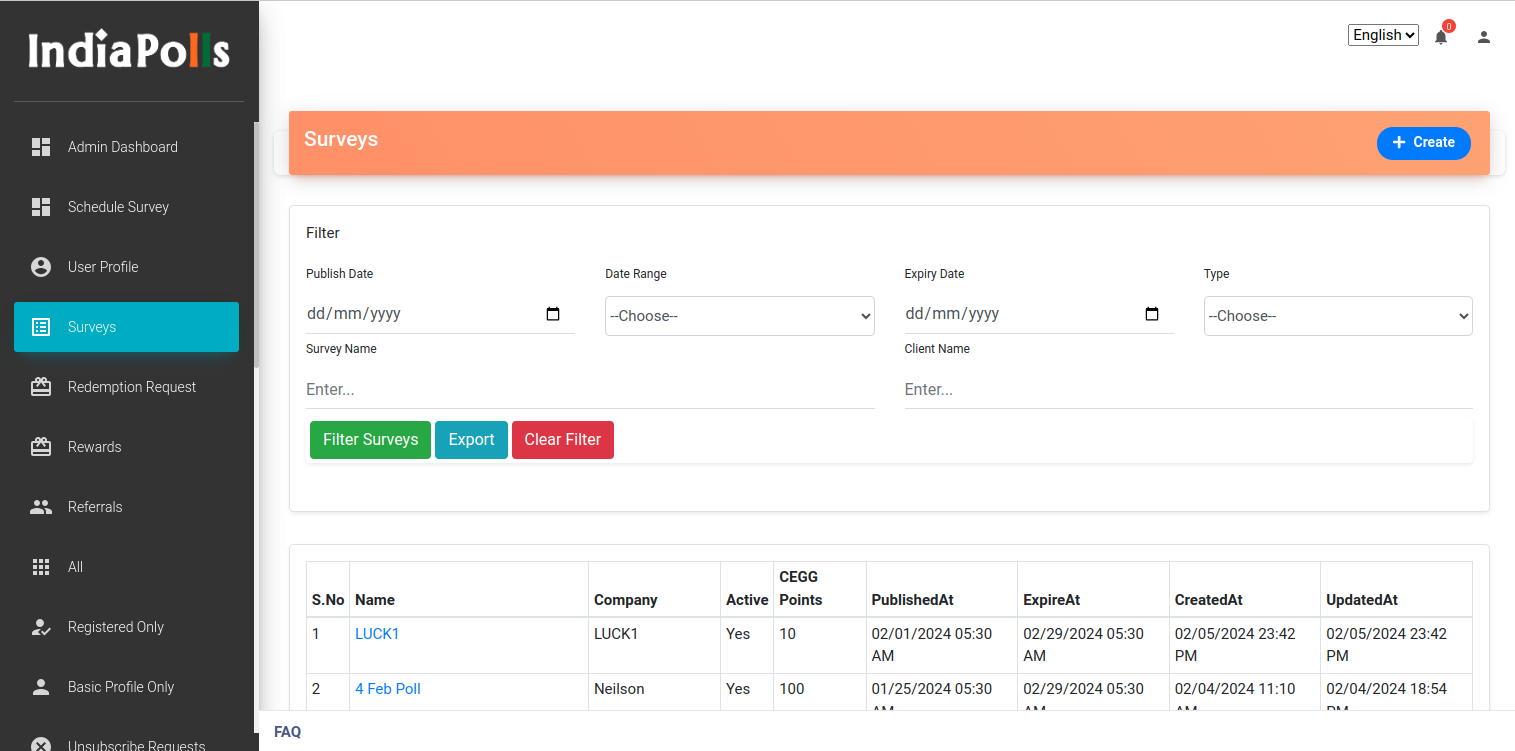 IndiaPolls
Admin Dashboard
Schedule Survey
User Profile
Surveys
Redemption Request
Rewards
Referrals
All
Registered Only
Basic Profile Only
Unsubscribe Requests
English
0
Surveys
Create
Filter
Publish Date Date Range Expiry Date Type
dd/mm/yyyy --Choose-- dd/mm/yyyy --Choose--
Survey Name Client Name
Enter... Enter...
Filter Surveys Export Clear Filter
S.No Name Company Active CEGG Points PublishedAt ExpireAt CreatedAt UpdatedAt
1 LUCK1 LUCK1 Yes 10 02/01/2024 05:30 AM 02/29/2024 05:30 AM 02/05/2024 23:42 PM 02/05/2024 23:42 PM
2 4 Feb Poll Neilson Yes 100 01/25/2024 05:30 AM 02/29/2024 05:30 AM 02/04/2024 11:10 AM 02/04/2024 18:54 PM
FAQ